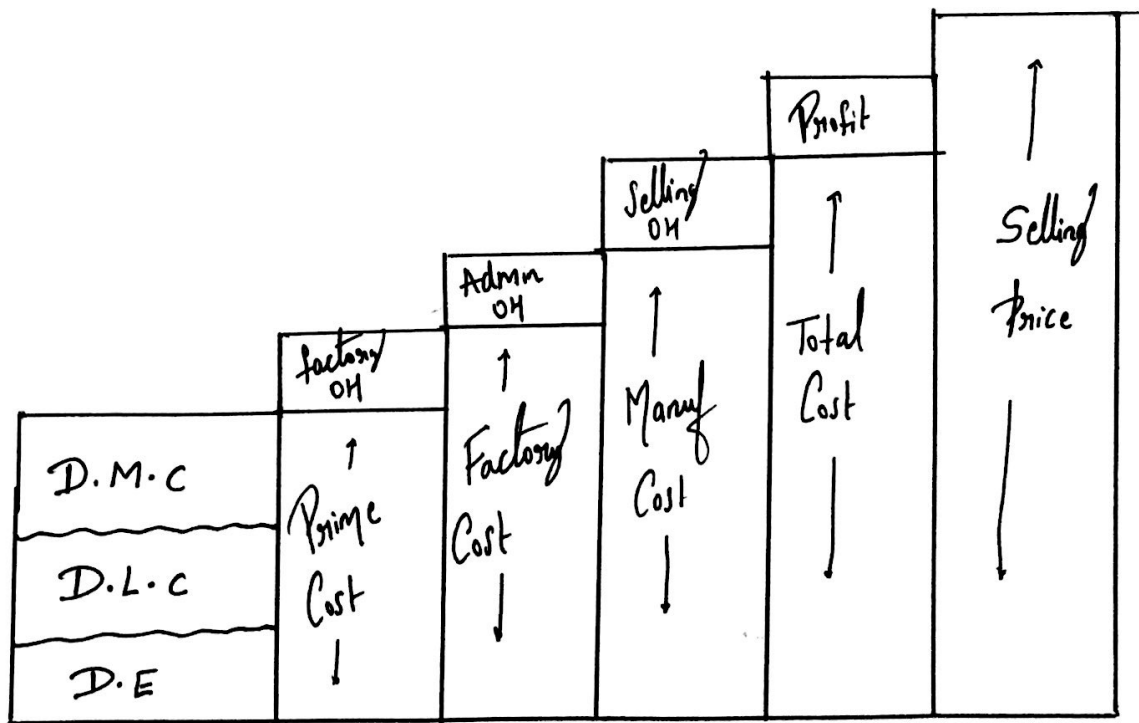 D.M.C
D.L.C
D.E
factory
OH
Prime
Cost
Admin
OH
Factory
Cost
Selling
OH
Manuf
Cost
Profit
Total
Cost
Selling
Price